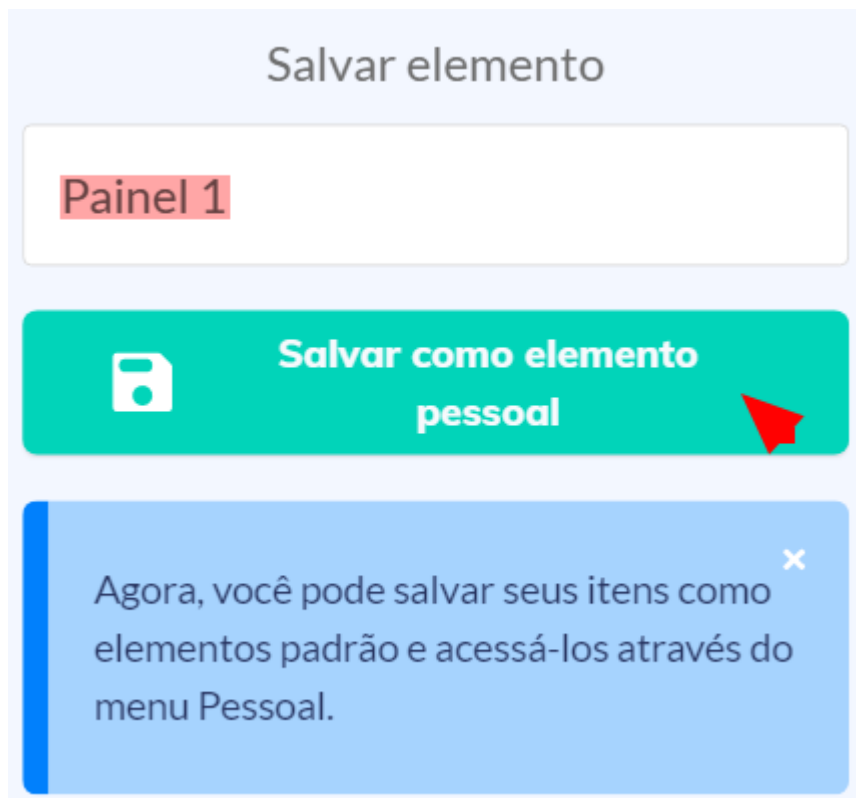 Salvar elemento
Painel 1
Salvar como elemento
pessoal
Agora, você pode salvar seus itens como
elementos padrão e acessá-los através do
menu Pessoal.